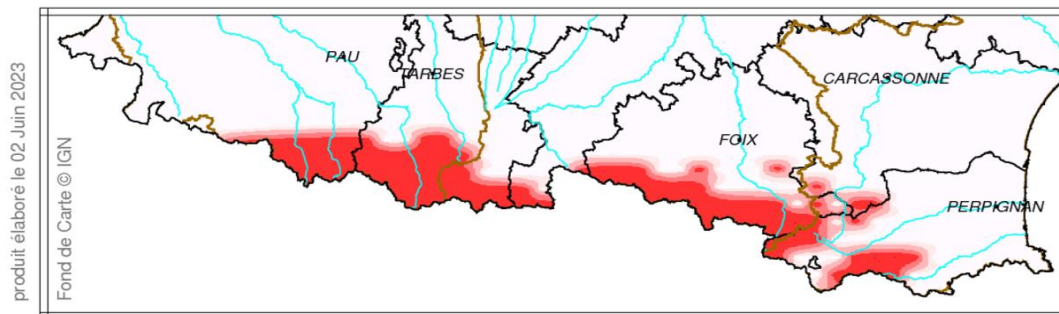 produit élaboré le 02 Juin 2023
Fond de Carte © IGN
PAU
TARBES
CARCASSONNE
FOIX
PERPIGNAN